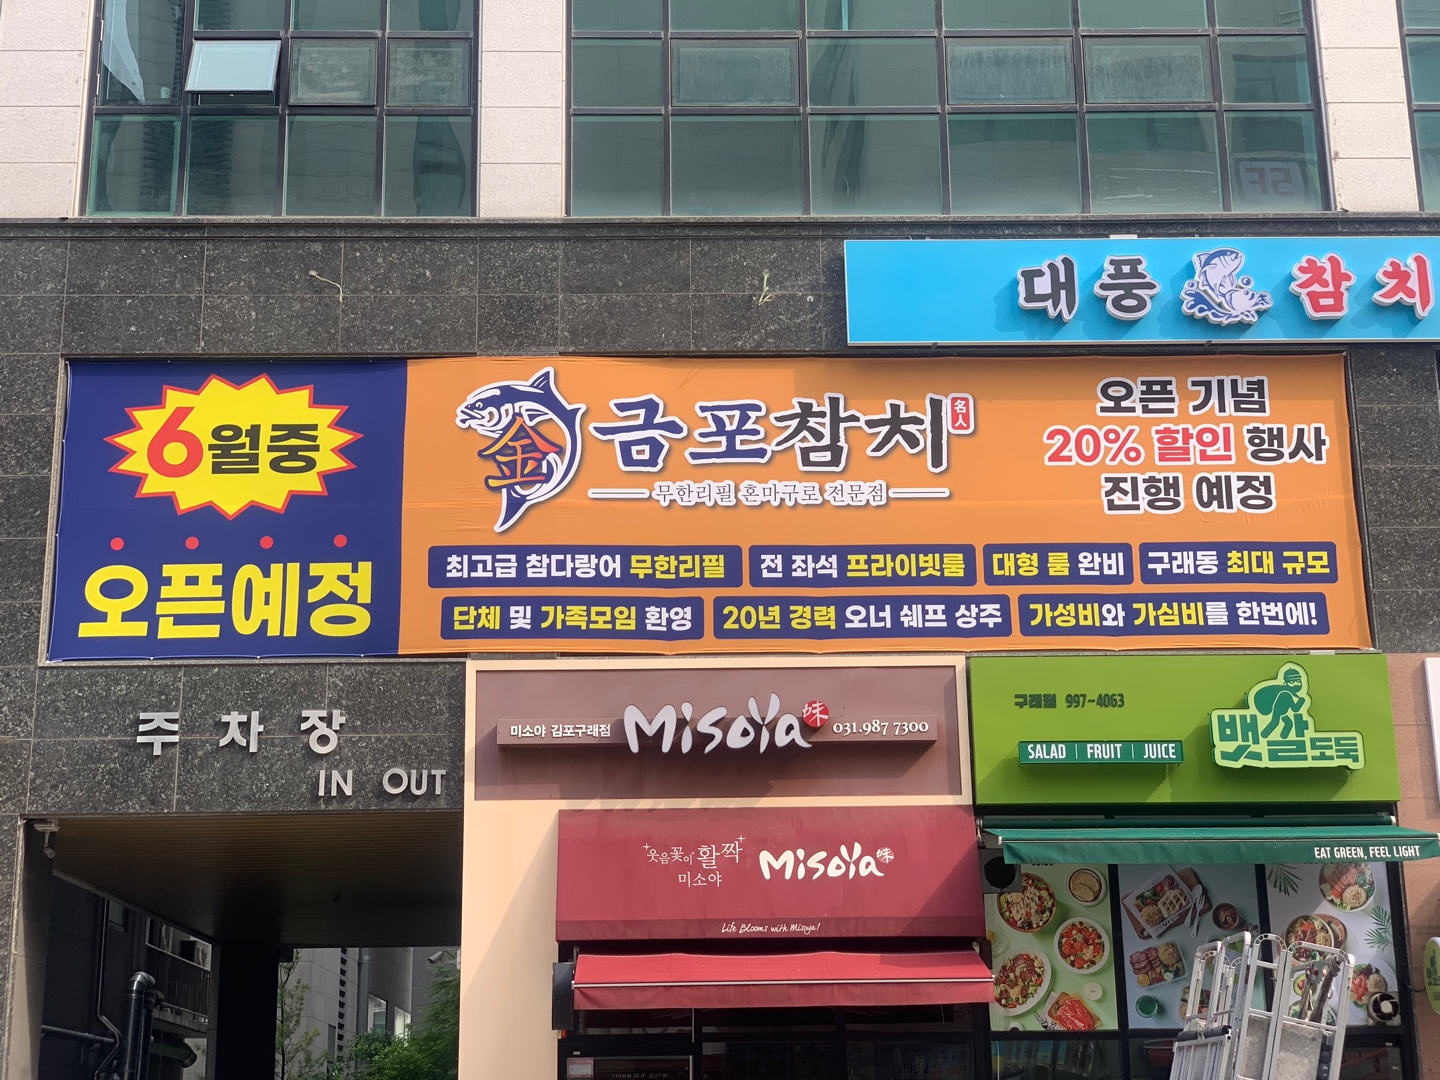 대풍 참치
6월중
오픈예정
金
금포참치
名人
무한리필 혼마구로 전문점
오픈 기념
20% 할인 행사
진행 예정
최고급 참다랑어 무한리필
전 좌석 프라이빗룸
대형 룸 완비
구래동 최대 규모
단체 및 가족모임 환영
20년 경력 오너 쉐프 상주
가성비와 가심비를 한번에!
주차장
IN OUT
미소야 김포구래점
MisoYa
味
031.987 7300
구래점 997-4063
SALAD | FRUIT | JUICE
뱃살도둑
웃음꽃이 활짝
미소야
MisoYa
味
Life Blooms with Misoya!
EAT GREEN, FEEL LIGHT